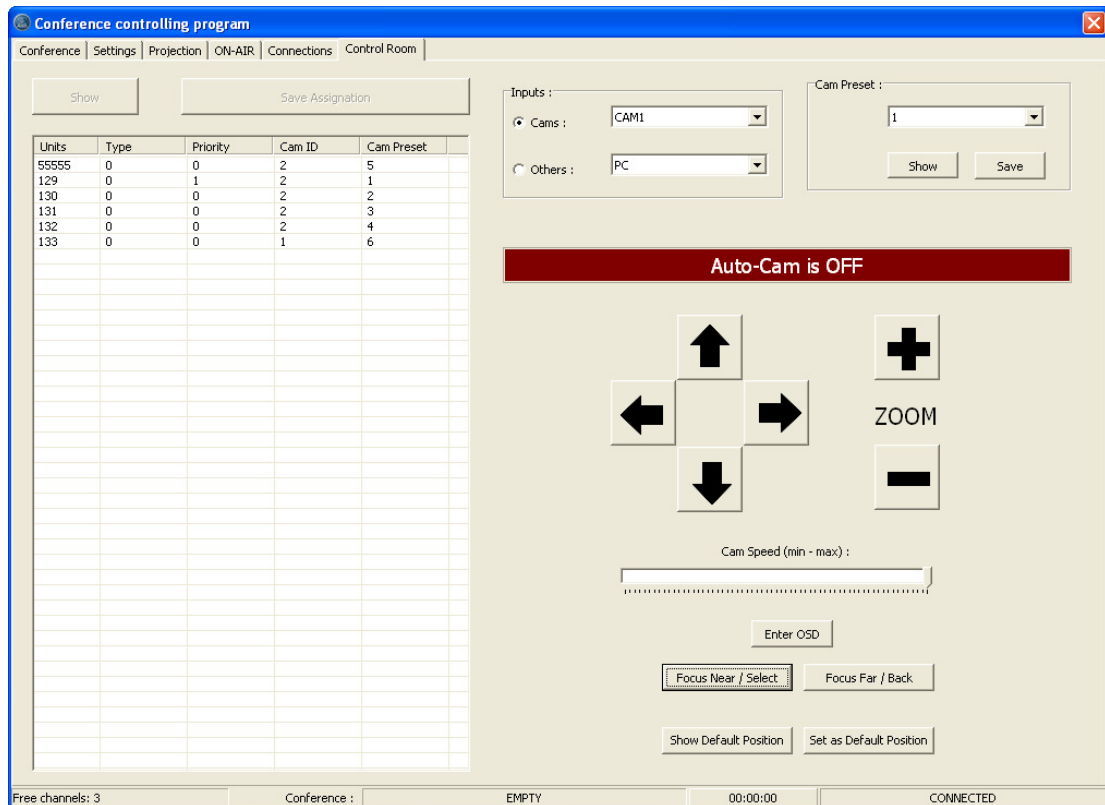 Conference controlling program
Conference Settings Projection ON-AIR Connections Control Room
Show Save Assignation
Units Type Priority Cam ID Cam Preset
55555 0 0 2 5
129 0 1 2 1
130 0 0 2 2
131 0 0 2 3
132 0 0 2 4
133 0 0 1 6
Inputs :
Cams : CAM1
Others : PC
Cam Preset :
1
Show Save
Auto-Cam is OFF
ZOOM
Cam Speed (min - max) :
Enter OSD
Focus Near / Select Focus Far / Back
Show Default Position Set as Default Position
Free channels: 3 Conference : EMPTY 00:00:00 CONNECTED